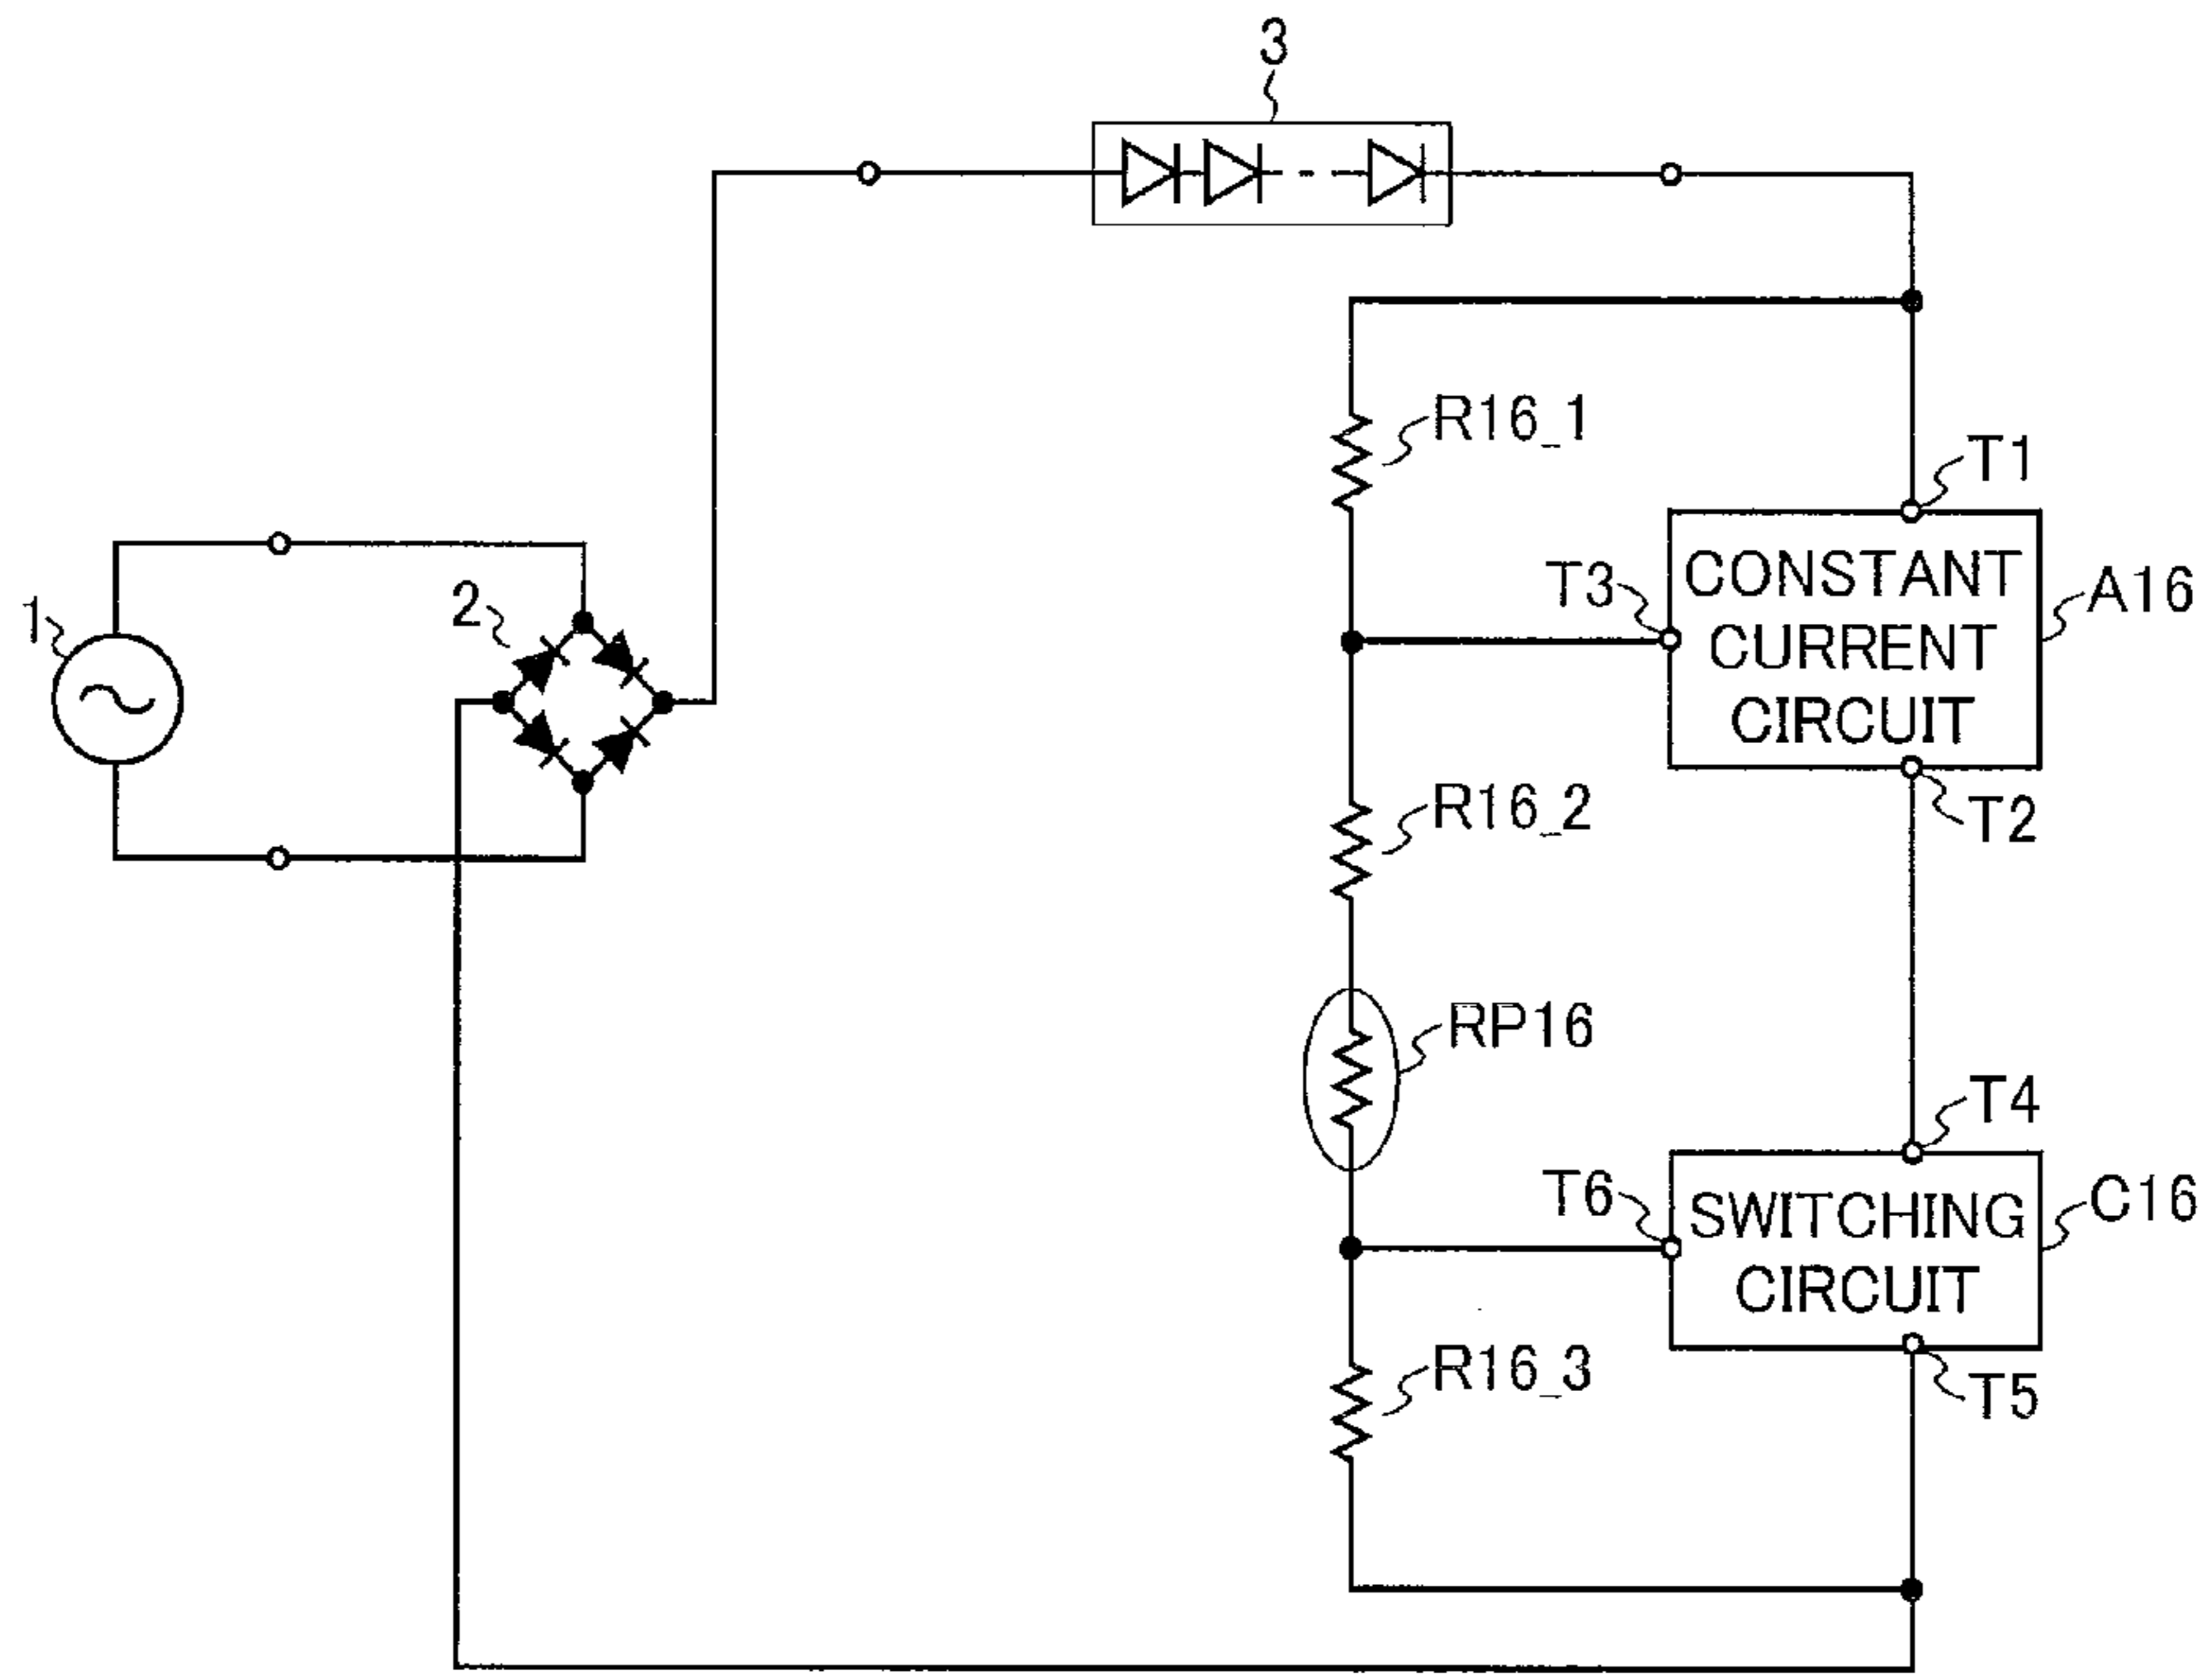 3
R16_1
T1
1
2
T3
CONSTANT
CURRENT
CIRCUIT
A16
R16_2
T2
RP16
T4
T6
SWITCHING
CIRCUIT
C16
R16_3
T5